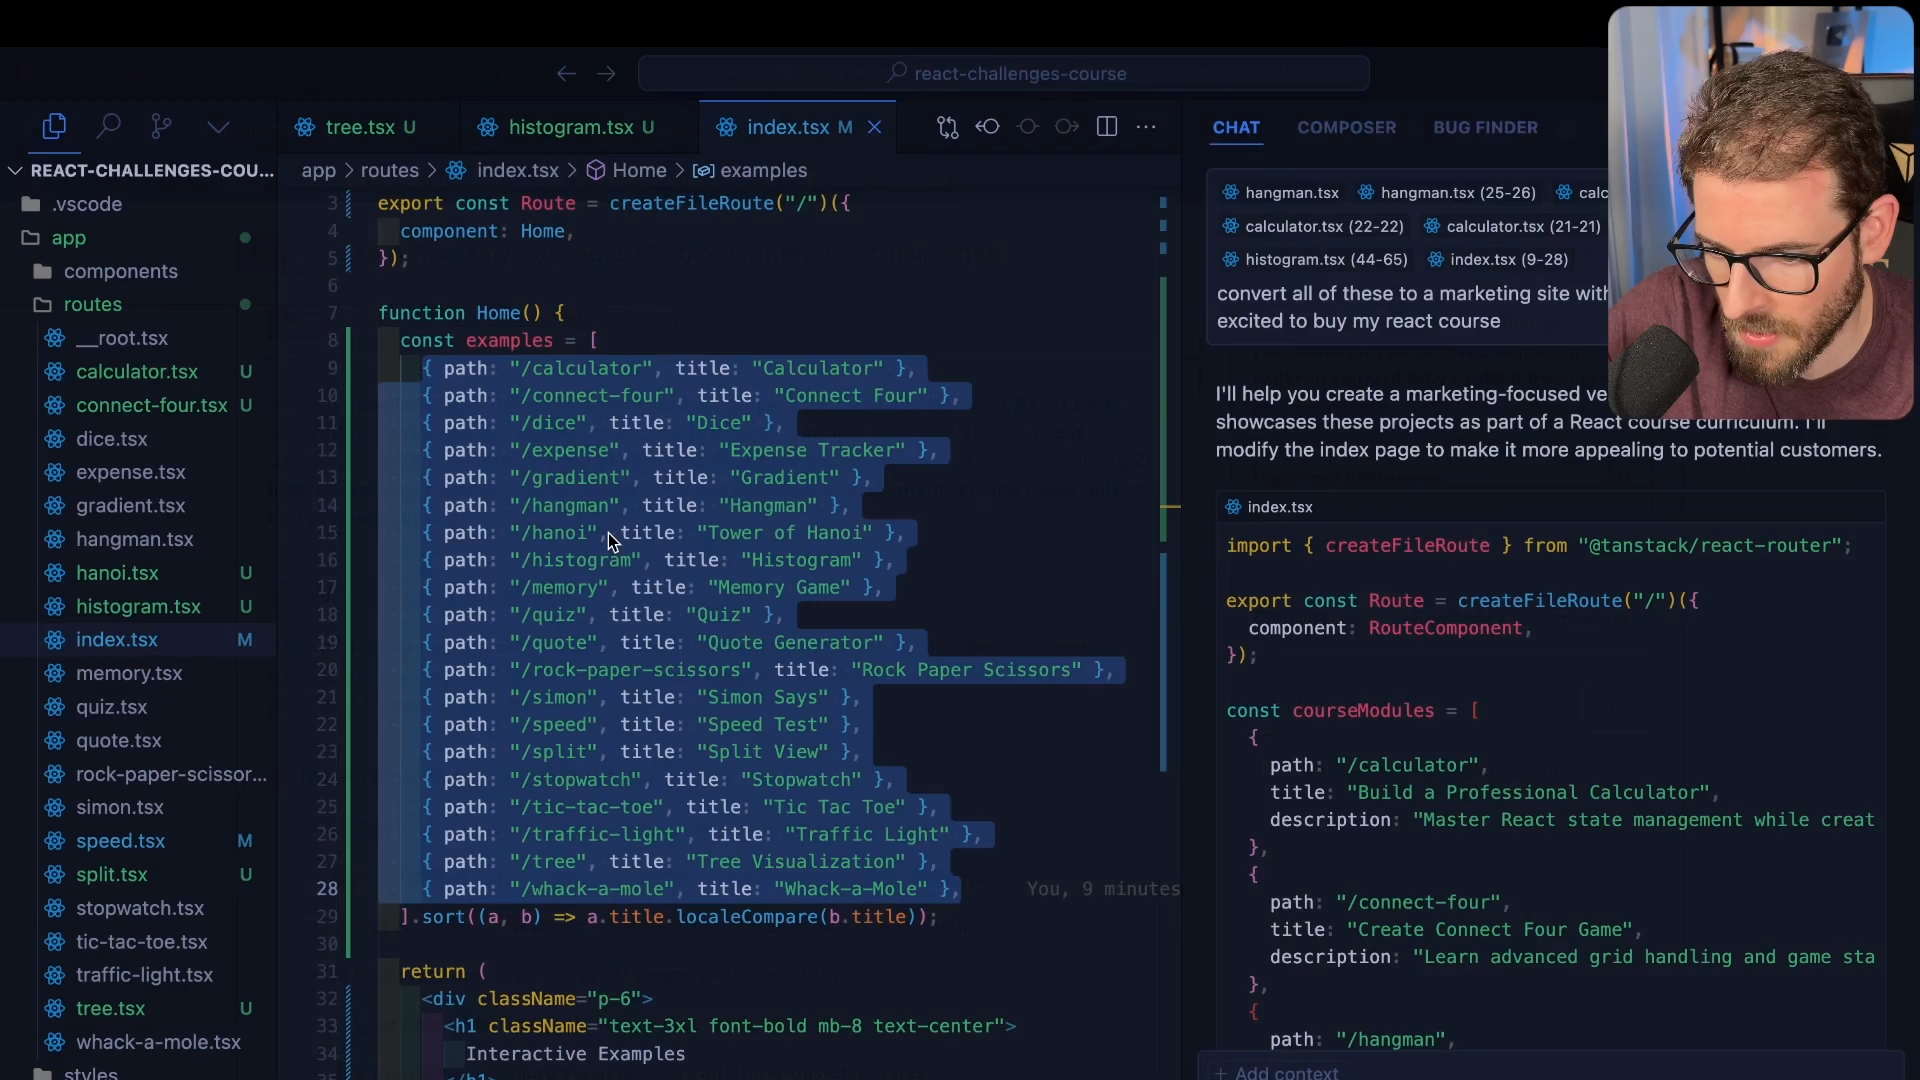 react-challenges-course
tree.tsx U
histogram.tsx U
index.tsx M
CHAT
COMPOSER
BUG FINDER
REACT-CHALLENGES-COU...
.vscode
app
components
routes
__root.tsx
calculator.tsx U
connect-four.tsx U
dice.tsx
expense.tsx
gradient.tsx
hangman.tsx
hanoi.tsx U
histogram.tsx U
index.tsx M
memory.tsx
quiz.tsx
quote.tsx
rock-paper-scissor...
simon.tsx
speed.tsx M
split.tsx U
stopwatch.tsx
tic-tac-toe.tsx
traffic-light.tsx
tree.tsx U
whack-a-mole.tsx
styles
app > routes > index.tsx > Home > examples
3 export const Route = createFileRoute("/")({
4 component: Home,
5 });
6
7 function Home() {
8 const examples = [
9 { path: "/calculator", title: "Calculator" },
10 { path: "/connect-four", title: "Connect Four" },
11 { path: "/dice", title: "Dice" },
12 { path: "/expense", title: "Expense Tracker" },
13 { path: "/gradient", title: "Gradient" },
14 { path: "/hangman", title: "Hangman" },
15 { path: "/hanoi", title: "Tower of Hanoi" },
16 { path: "/histogram", title: "Histogram" },
17 { path: "/memory", title: "Memory Game" },
18 { path: "/quiz", title: "Quiz" },
19 { path: "/quote", title: "Quote Generator" },
20 { path: "/rock-paper-scissors", title: "Rock Paper Scissors" },
21 { path: "/simon", title: "Simon Says" },
22 { path: "/speed", title: "Speed Test" },
23 { path: "/split", title: "Split View" },
24 { path: "/stopwatch", title: "Stopwatch" },
25 { path: "/tic-tac-toe", title: "Tic Tac Toe" },
26 { path: "/traffic-light", title: "Traffic Light" },
27 { path: "/tree", title: "Tree Visualization" },
28 { path: "/whack-a-mole", title: "Whack-a-Mole" }, You, 9 minutes
29 ].sort((a, b) => a.title.localeCompare(b.title));
30
31 return (
32 <div className="p-6">
33 <h1 className="text-3xl font-bold mb-8 text-center">
34 Interactive Examples
hangman.tsx hangman.tsx (25-26) calc
calculator.tsx (22-22) calculator.tsx (21-21)
histogram.tsx (44-65) index.tsx (9-28)
convert all of these to a marketing site with
excited to buy my react course
I'll help you create a marketing-focused ve
showcases these projects as part of a React course curriculum. I'll
modify the index page to make it more appealing to potential customers.
index.tsx
import { createFileRoute } from "@tanstack/react-router";
export const Route = createFileRoute("/")({
component: RouteComponent,
});
const courseModules = [
{
path: "/calculator",
title: "Build a Professional Calculator",
description: "Master React state management while creat
},
{
path: "/connect-four",
title: "Create Connect Four Game",
description: "Learn advanced grid handling and game sta
},
{
path: "/hangman",
+ Add context